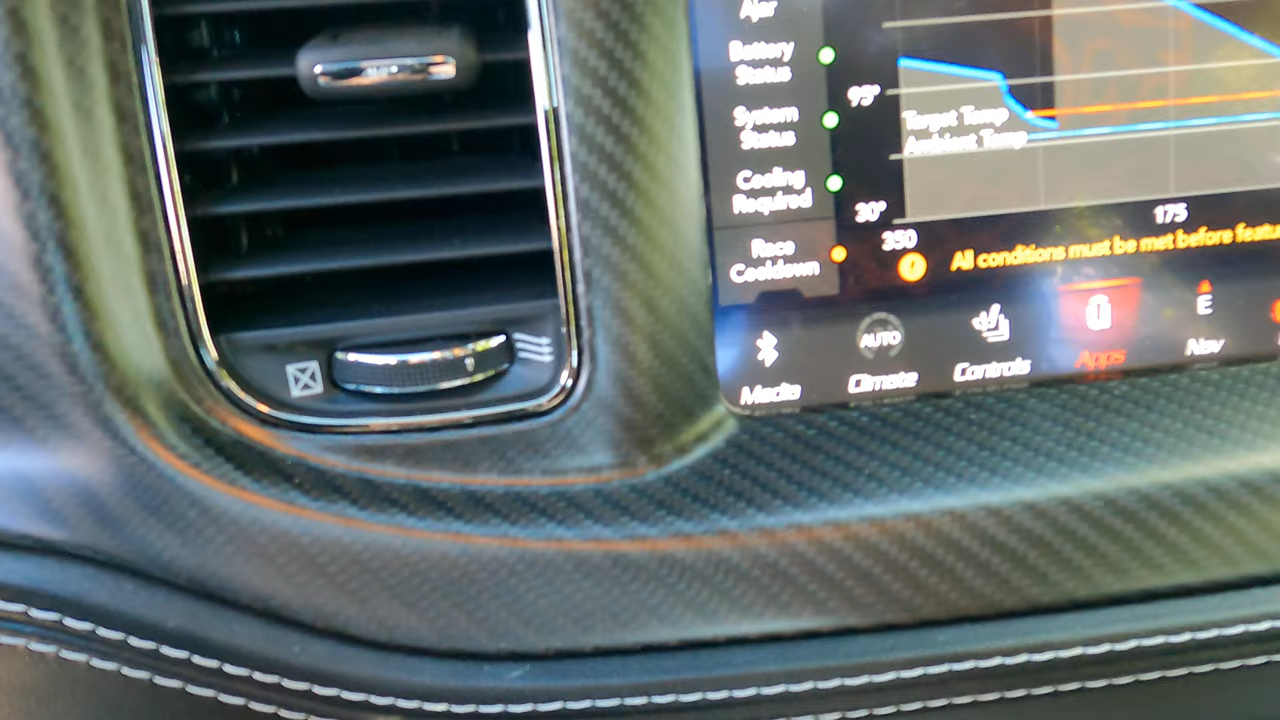 Ajar
Battery
Status
System
Status
Cooling
Required
Race
Cooldown
95°
Target Temp
Ambient Temp
30°
350
175
All conditions must be met before
Media
AUTO
Climate
Controls
Apps
E
Nav